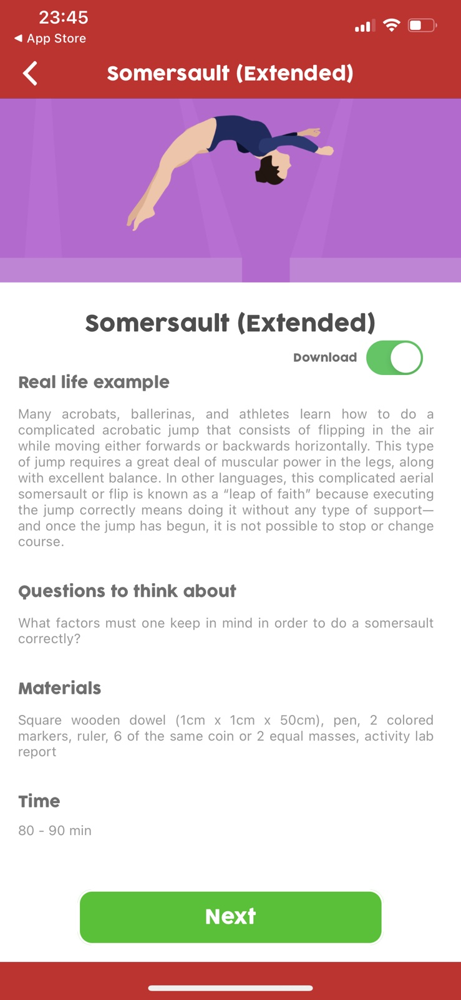 23:45
◀ App Store
Somersault (Extended)
Somersault (Extended)
Download
Real life example
Many acrobats, ballerinas, and athletes learn how to do a
complicated acrobatic jump that consists of flipping in the air
while moving either forwards or backwards horizontally. This type
of jump requires a great deal of muscular power in the legs, along
with excellent balance. In other languages, this complicated aerial
somersault or flip is known as a “leap of faith” because executing
the jump correctly means doing it without any type of support—
and once the jump has begun, it is not possible to stop or change
course.
Questions to think about
What factors must one keep in mind in order to do a somersault
correctly?
Materials
Square wooden dowel (1cm x 1cm x 50cm), pen, 2 colored
markers, ruler, 6 of the same coin or 2 equal masses, activity lab
report
Time
80 - 90 min
Next